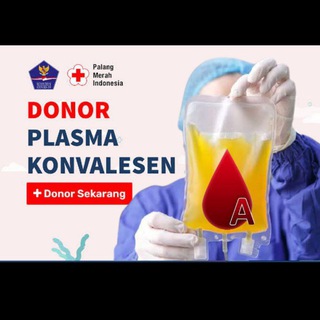 Palang
Merah
Indonesia
DONOR
PLASMA
KONVALESEN
+ Donor Sekarang
A